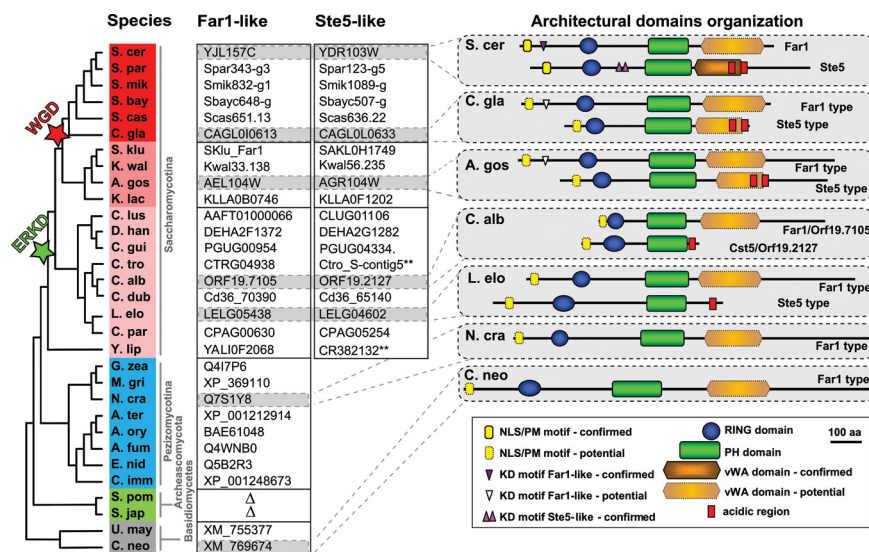 Species Far1-like Ste5-like Architectural domains organization
S. cer YJL157C YDR103W
S. par Spar343-g3 Spar123-g5
S. mik Smik832-g1 Smik1089-g
S. bay Sbayc648-g Sbayc507-g
S. cas Scas651.13 Scas636.22
C. gla CAGL0I0613 CAGL0L0633
S. klu SKlu_Far1 SAKL0H1749
K. wal Kwal33.138 Kwal56.235
A. gos AEL104W AGR104W
K. lac KLLA0B0746 KLLA0F1202
C. lus AAFT01000066 CLUG01106
D. han DEHA2F1372 DEHA2G1282
C. gui PGUG00954 PGUG04334.
C. tro CTRG04938 Ctro_S-contig5**
C. alb ORF19.7105 ORF19.2127
C. dub Cd36_70390 Cd36_65140
L. elo LELG05438 LELG04602
C. par CPAG00630 CPAG05254
Y. lip YALI0F2068 CR382132**
G. zea Q4I7P6
M. gri XP_369110
N. cra Q7S1Y8
A. ter XP_001212914
A. ory BAE61048
A. fum Q4WNB0
E. nid Q5B2R3
C. imm XP_001248673
S. pom Δ
S. jap Δ
U. may XM_755377
C. neo XM_769674
WGD
ERKD
Saccharomycotina
Pezizomycotina
Archeascomycota
Basidiomycetes
S. cer
Far1
Ste5
C. gla
Far1 type
Ste5 type
A. gos
Far1 type
Ste5 type
C. alb
Far1/Orf19.7105
Cst5/Orf19.2127
L. elo
Far1 type
Ste5 type
N. cra
Far1 type
C. neo
Far1 type
NLS/PM motif - confirmed
NLS/PM motif - potential
KD motif Far1-like - confirmed
KD motif Far1-like - potential
KD motif Ste5-like - confirmed
RING domain
PH domain
vWA domain - confirmed
vWA domain - potential
acidic region
100 aa